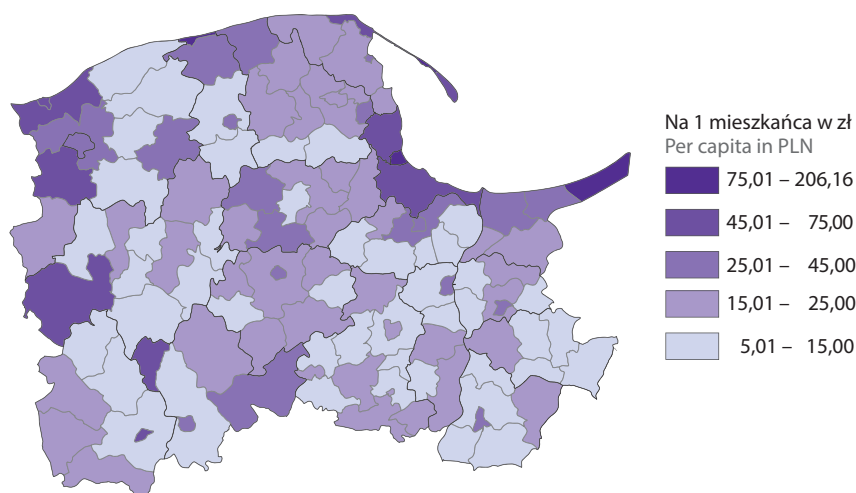 Na 1 mieszkańca w zł
Per capita in PLN
75,01 – 206,16
45,01 – 75,00
25,01 – 45,00
15,01 – 25,00
5,01 – 15,00